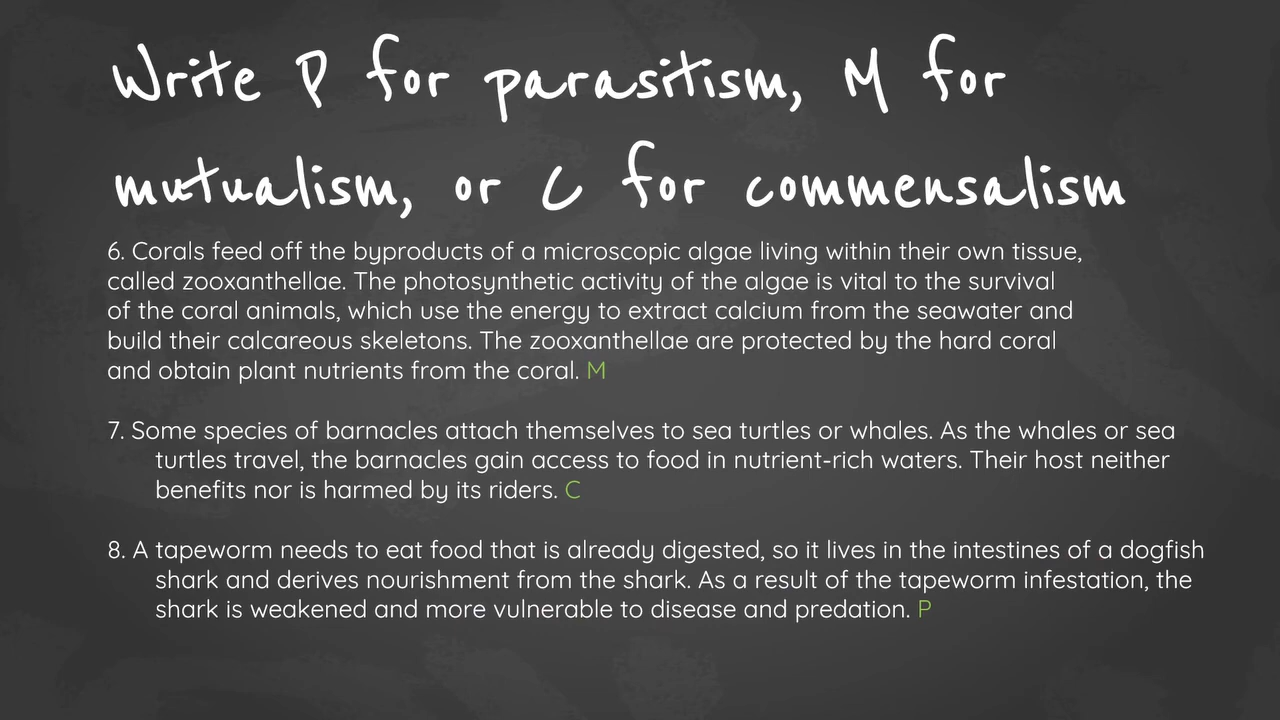 Write P for parasitism, M for
mutualism, or C for commensalism
6. Corals feed off the byproducts of a microscopic algae living within their own tissue,
called zooxanthellae. The photosynthetic activity of the algae is vital to the survival
of the coral animals, which use the energy to extract calcium from the seawater and
build their calcareous skeletons. The zooxanthellae are protected by the hard coral
and obtain plant nutrients from the coral. M
7. Some species of barnacles attach themselves to sea turtles or whales. As the whales or sea
turtles travel, the barnacles gain access to food in nutrient-rich waters. Their host neither
benefits nor is harmed by its riders. C
8. A tapeworm needs to eat food that is already digested, so it lives in the intestines of a dogfish
shark and derives nourishment from the shark. As a result of the tapeworm infestation, the
shark is weakened and more vulnerable to disease and predation. P